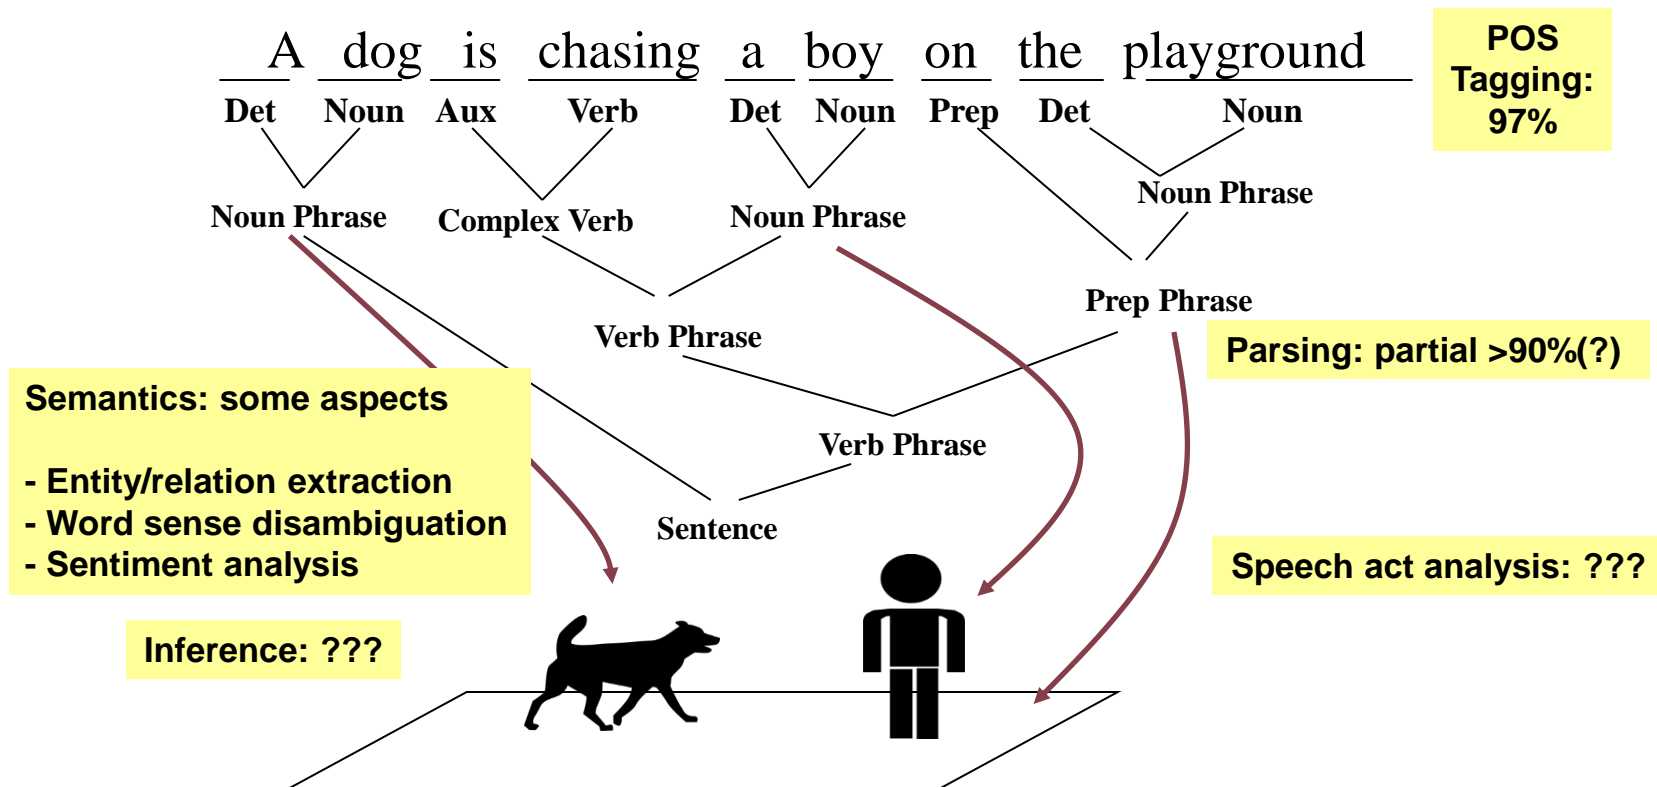 A dog is chasing a boy on the playground
POS
Tagging:
97%
Det Noun Aux Verb Det Noun Prep Det Noun
Noun Phrase
Noun Phrase Complex Verb Noun Phrase
Prep Phrase
Verb Phrase
Parsing: partial >90%(?)
Semantics: some aspects
- Entity/relation extraction
- Word sense disambiguation
- Sentiment analysis
Verb Phrase
Sentence
Speech act analysis: ???
Inference: ???